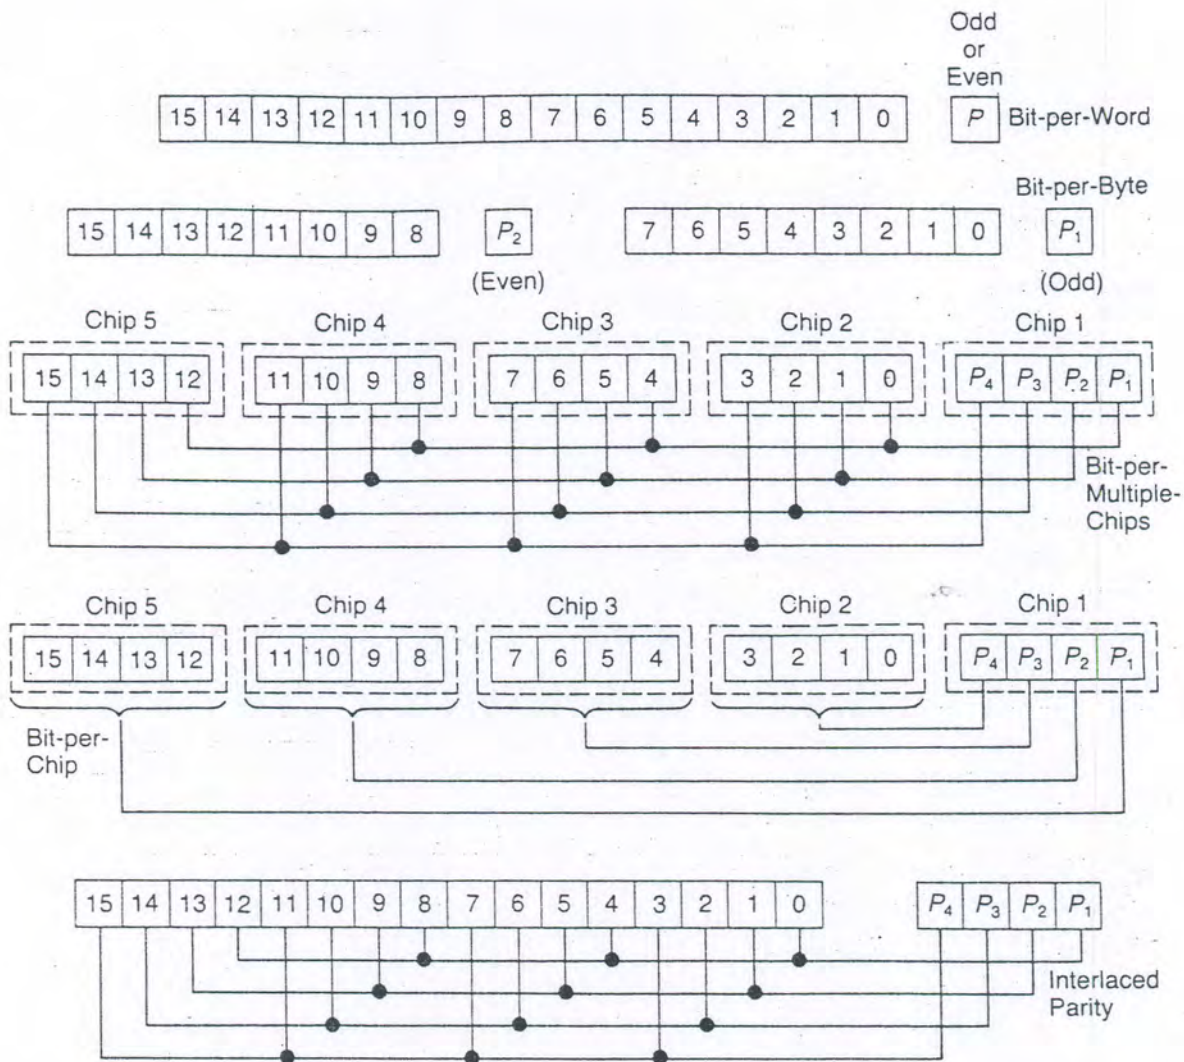 Odd
or
Even
15 14 13 12 11 10 9 8 7 6 5 4 3 2 1 0 P Bit-per-Word
Bit-per-Byte
15 14 13 12 11 10 9 8 P2 7 6 5 4 3 2 1 0 P1
(Even) (Odd)
Chip 5 Chip 4 Chip 3 Chip 2 Chip 1
15 14 13 12 11 10 9 8 7 6 5 4 3 2 1 0 P4 P3 P2 P1
Bit-per-
Multiple-
Chips
Chip 5 Chip 4 Chip 3 Chip 2 Chip 1
15 14 13 12 11 10 9 8 7 6 5 4 3 2 1 0 P4 P3 P2 P1
Bit-per-
Chip
15 14 13 12 11 10 9 8 7 6 5 4 3 2 1 0 P4 P3 P2 P1
Interlaced
Parity